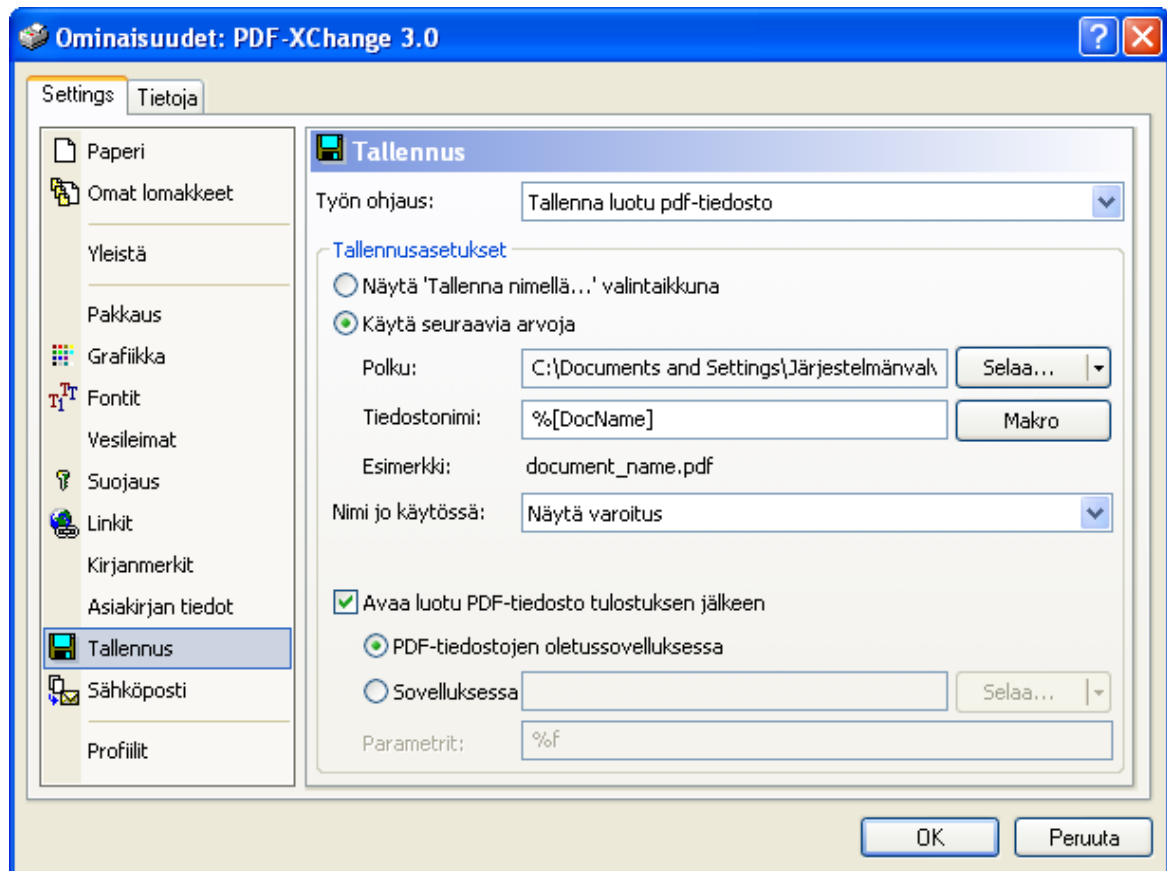 Ominaisuudet: PDF-XChange 3.0
Settings
Tietoja
Paperi
Omat lomakkeet
Yleistä
Pakkaus
Grafiikka
Fontit
Vesileimat
Suojaus
Linkit
Kirjanmerkit
Asiakirjan tiedot
Tallennus
Sähköposti
Profiilit
Tallennus
Työn ohjaus: Tallenna luotu pdf-tiedosto
Tallennusasetukset
Näytä 'Tallenna nimellä...' valintaikkuna
Käytä seuraavia arvoja
Polku: C:\Documents and Settings\Järjestelmänval\ Selaa...
Tiedostonimi: %[DocName] Makro
Esimerkki: document_name.pdf
Nimi jo käytössä: Näytä varoitus
Avaa luotu PDF-tiedosto tulostuksen jälkeen
PDF-tiedostojen oletussovelluksessa
Sovelluksessa Selaa...
Parametrit: %f
OK Peruuta